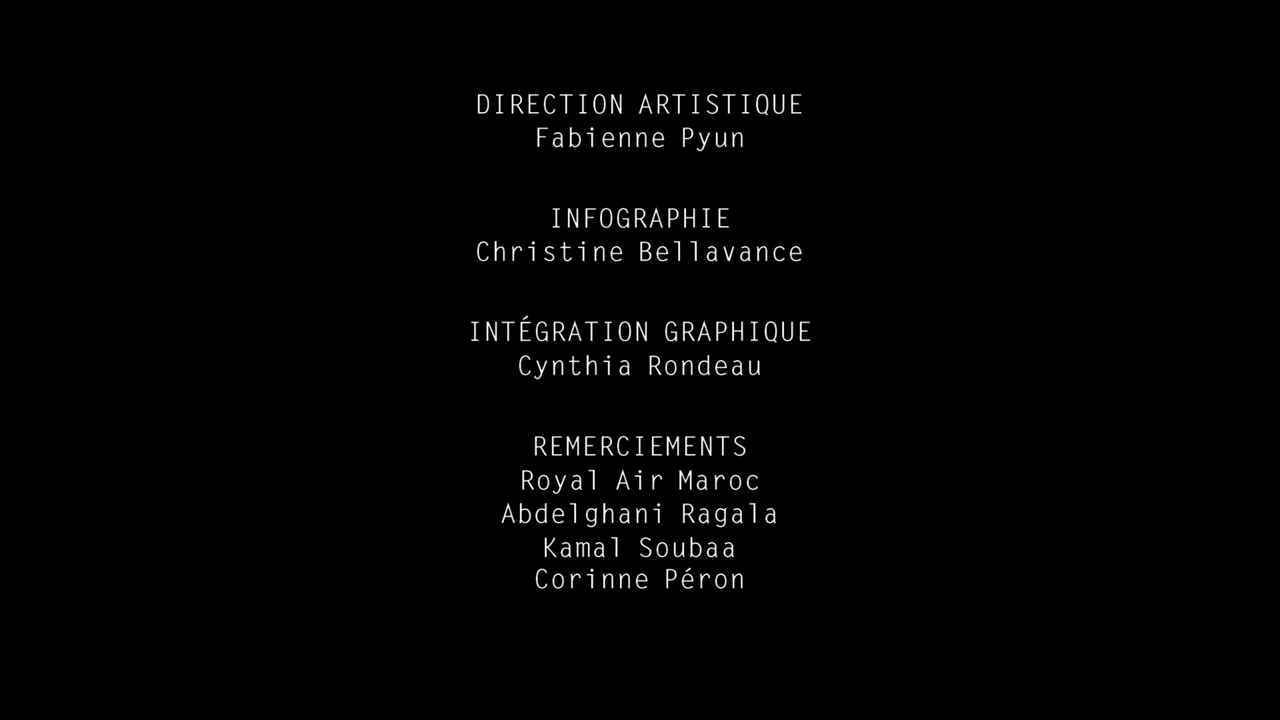 DIRECTION ARTISTIQUE
Fabienne Pyun
INFOGRAPHIE
Christine Bellavance
INTÉGRATION GRAPHIQUE
Cynthia Rondeau
REMERCIEMENTS
Royal Air Maroc
Abdelghani Ragala
Kamal Soubaa
Corinne Péron